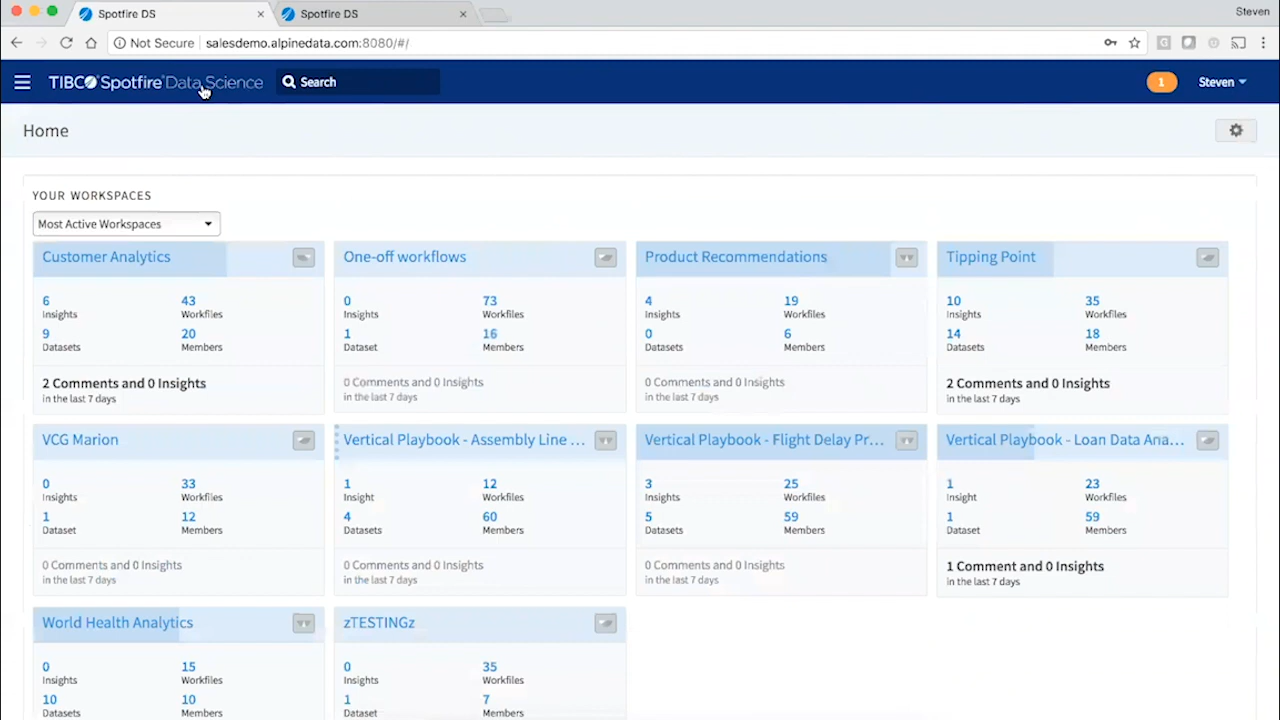 Spotfire DS
Spotfire DS
Steven
Not Secure
salesdemo.alpinedata.com:8080/#/
TIBCO Spotfire Data Science
Search
1
Steven
Home
YOUR WORKSPACES
Most Active Workspaces
Customer Analytics
6 43
Insights Workfiles
9 20
Datasets Members
2 Comments and 0 Insights
in the last 7 days
One-off workflows
0 73
Insights Workfiles
1 16
Dataset Members
0 Comments and 0 Insights
in the last 7 days
Product Recommendations
4 19
Insights Workfiles
0 6
Datasets Members
0 Comments and 0 Insights
in the last 7 days
Tipping Point
10 35
Insights Workfiles
14 18
Datasets Members
2 Comments and 0 Insights
in the last 7 days
VCG Marion
0 33
Insights Workfiles
1 12
Dataset Members
0 Comments and 0 Insights
in the last 7 days
Vertical Playbook - Assembly Line ...
1 12
Insight Workfiles
4 60
Datasets Members
0 Comments and 0 Insights
in the last 7 days
Vertical Playbook - Flight Delay Pr...
3 25
Insights Workfiles
5 59
Datasets Members
0 Comments and 0 Insights
in the last 7 days
Vertical Playbook - Loan Data Ana...
1 23
Insight Workfiles
1 59
Dataset Members
1 Comment and 0 Insights
in the last 7 days
World Health Analytics
0 15
Insights Workfiles
10 10
Datasets Members
zTESTINGz
0 35
Insights Workfiles
1 7
Dataset Members